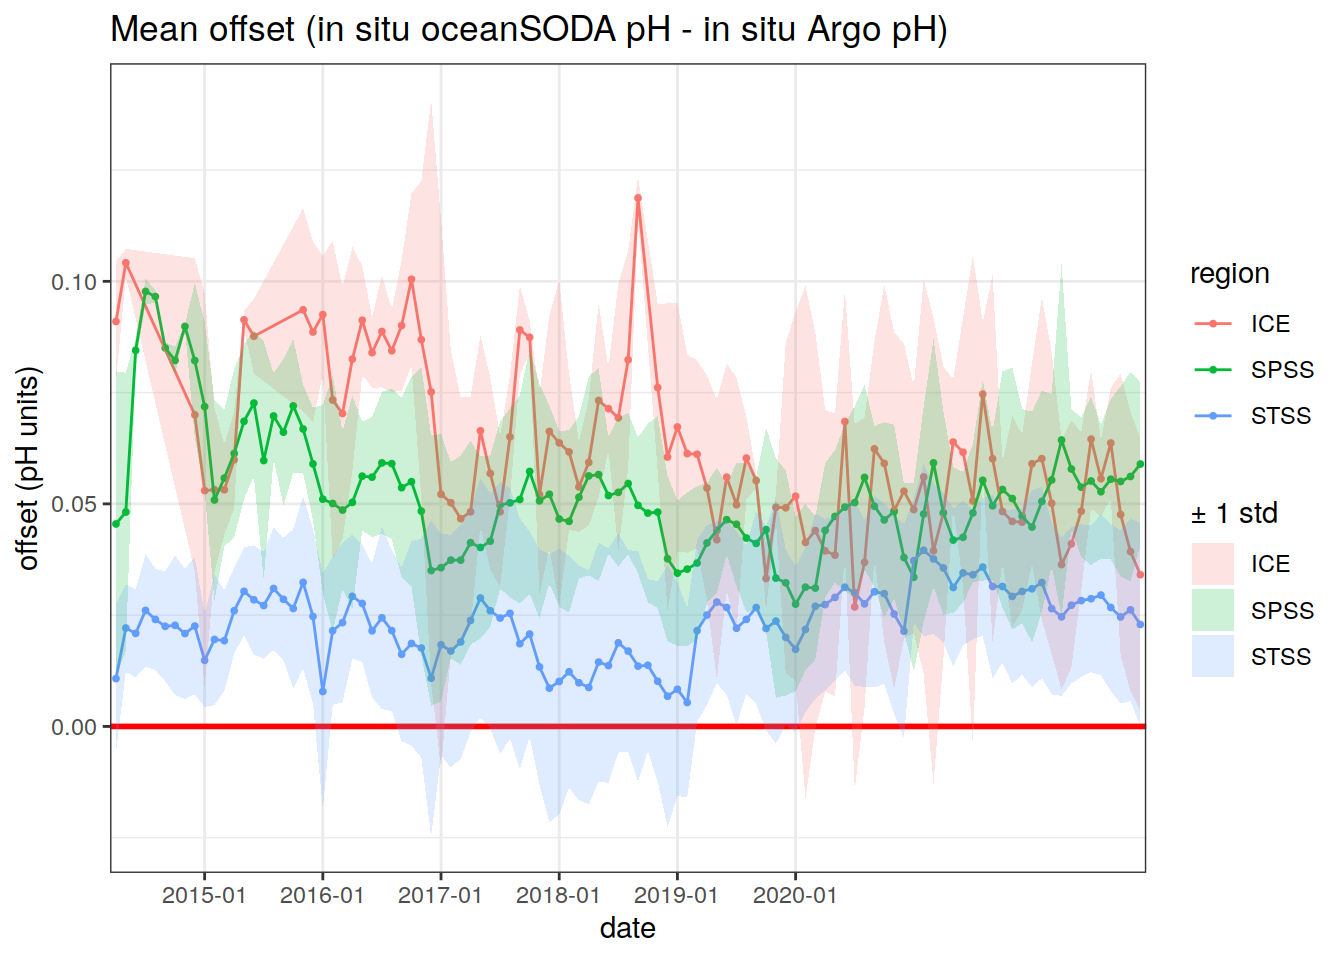 Mean offset (in situ oceanSODA pH - in situ Argo pH)
offset (pH units)
0.10
0.05
0.00
2015-01
2016-01
2017-01
2018-01
2019-01
2020-01
date
region
ICE
SPSS
STSS
± 1 std
ICE
SPSS
STSS